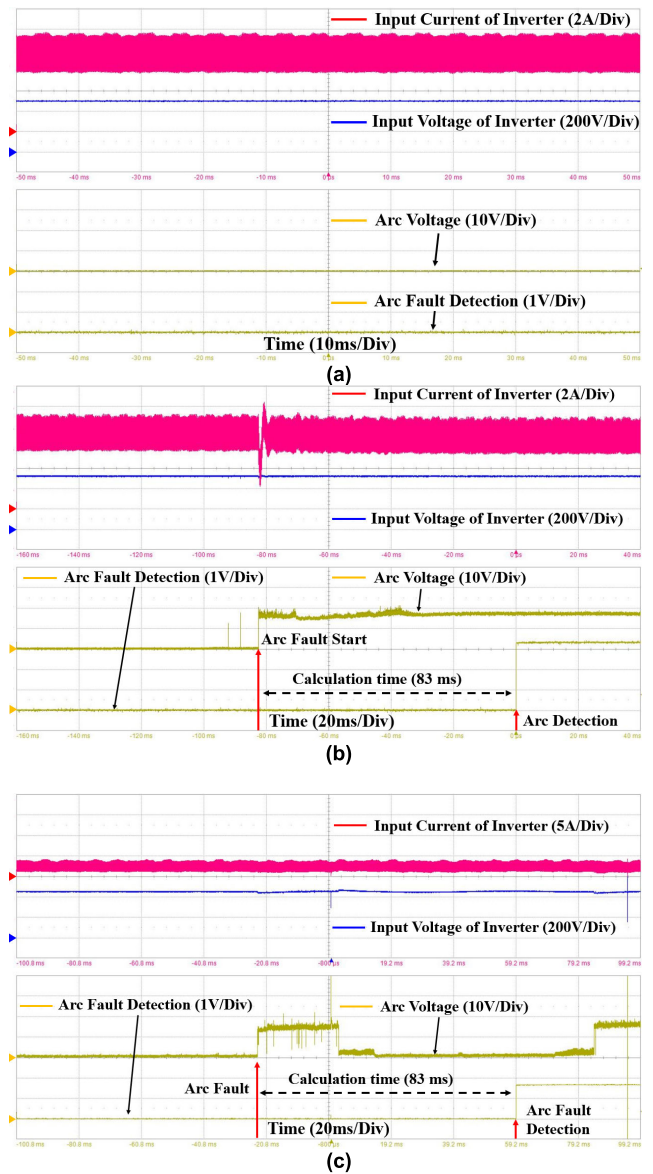 Input Current of Inverter (2A/Div)
Input Voltage of Inverter (200V/Div)
-50 ms -40 ms -30 ms -20 ms -10 ms 0 ps 10 ms 20 ms 30 ms 40 ms 50 ms
Arc Voltage (10V/Div)
Arc Fault Detection (1V/Div)
Time (10ms/Div)
-50 ms -40 ms -30 ms -20 ms -10 ms 0 ps 10 ms 20 ms 30 ms 40 ms 50 ms
(a)
Input Current of Inverter (2A/Div)
Input Voltage of Inverter (200V/Div)
-160 ms -140 ms -120 ms -100 ms -80 ms -60 ms -40 ms -20 ms 0 ps 20 ms 40 ms
Arc Fault Detection (1V/Div) Arc Voltage (10V/Div)
Arc Fault Start
Calculation time (83 ms)
Time (20ms/Div) Arc Detection
-160 ms -140 ms -120 ms -100 ms -80 ms -60 ms -40 ms -20 ms 0 ps 20 ms 40 ms
(b)
Input Current of Inverter (5A/Div)
Input Voltage of Inverter (200V/Div)
-100.8 ms -80.8 ms -60.8 ms -40.8 ms -20.8 ms -800 µs 19.2 ms 39.2 ms 59.2 ms 79.2 ms 99.2 ms
Arc Fault Detection (1V/Div) Arc Voltage (10V/Div)
Arc Fault Calculation time (83 ms)
Time (20ms/Div) Arc Fault
Detection
-100.8 ms -80.8 ms -60.8 ms -40.8 ms -20.8 ms -800 µs 19.2 ms 39.2 ms 59.2 ms 79.2 ms 99.2 ms
(c)